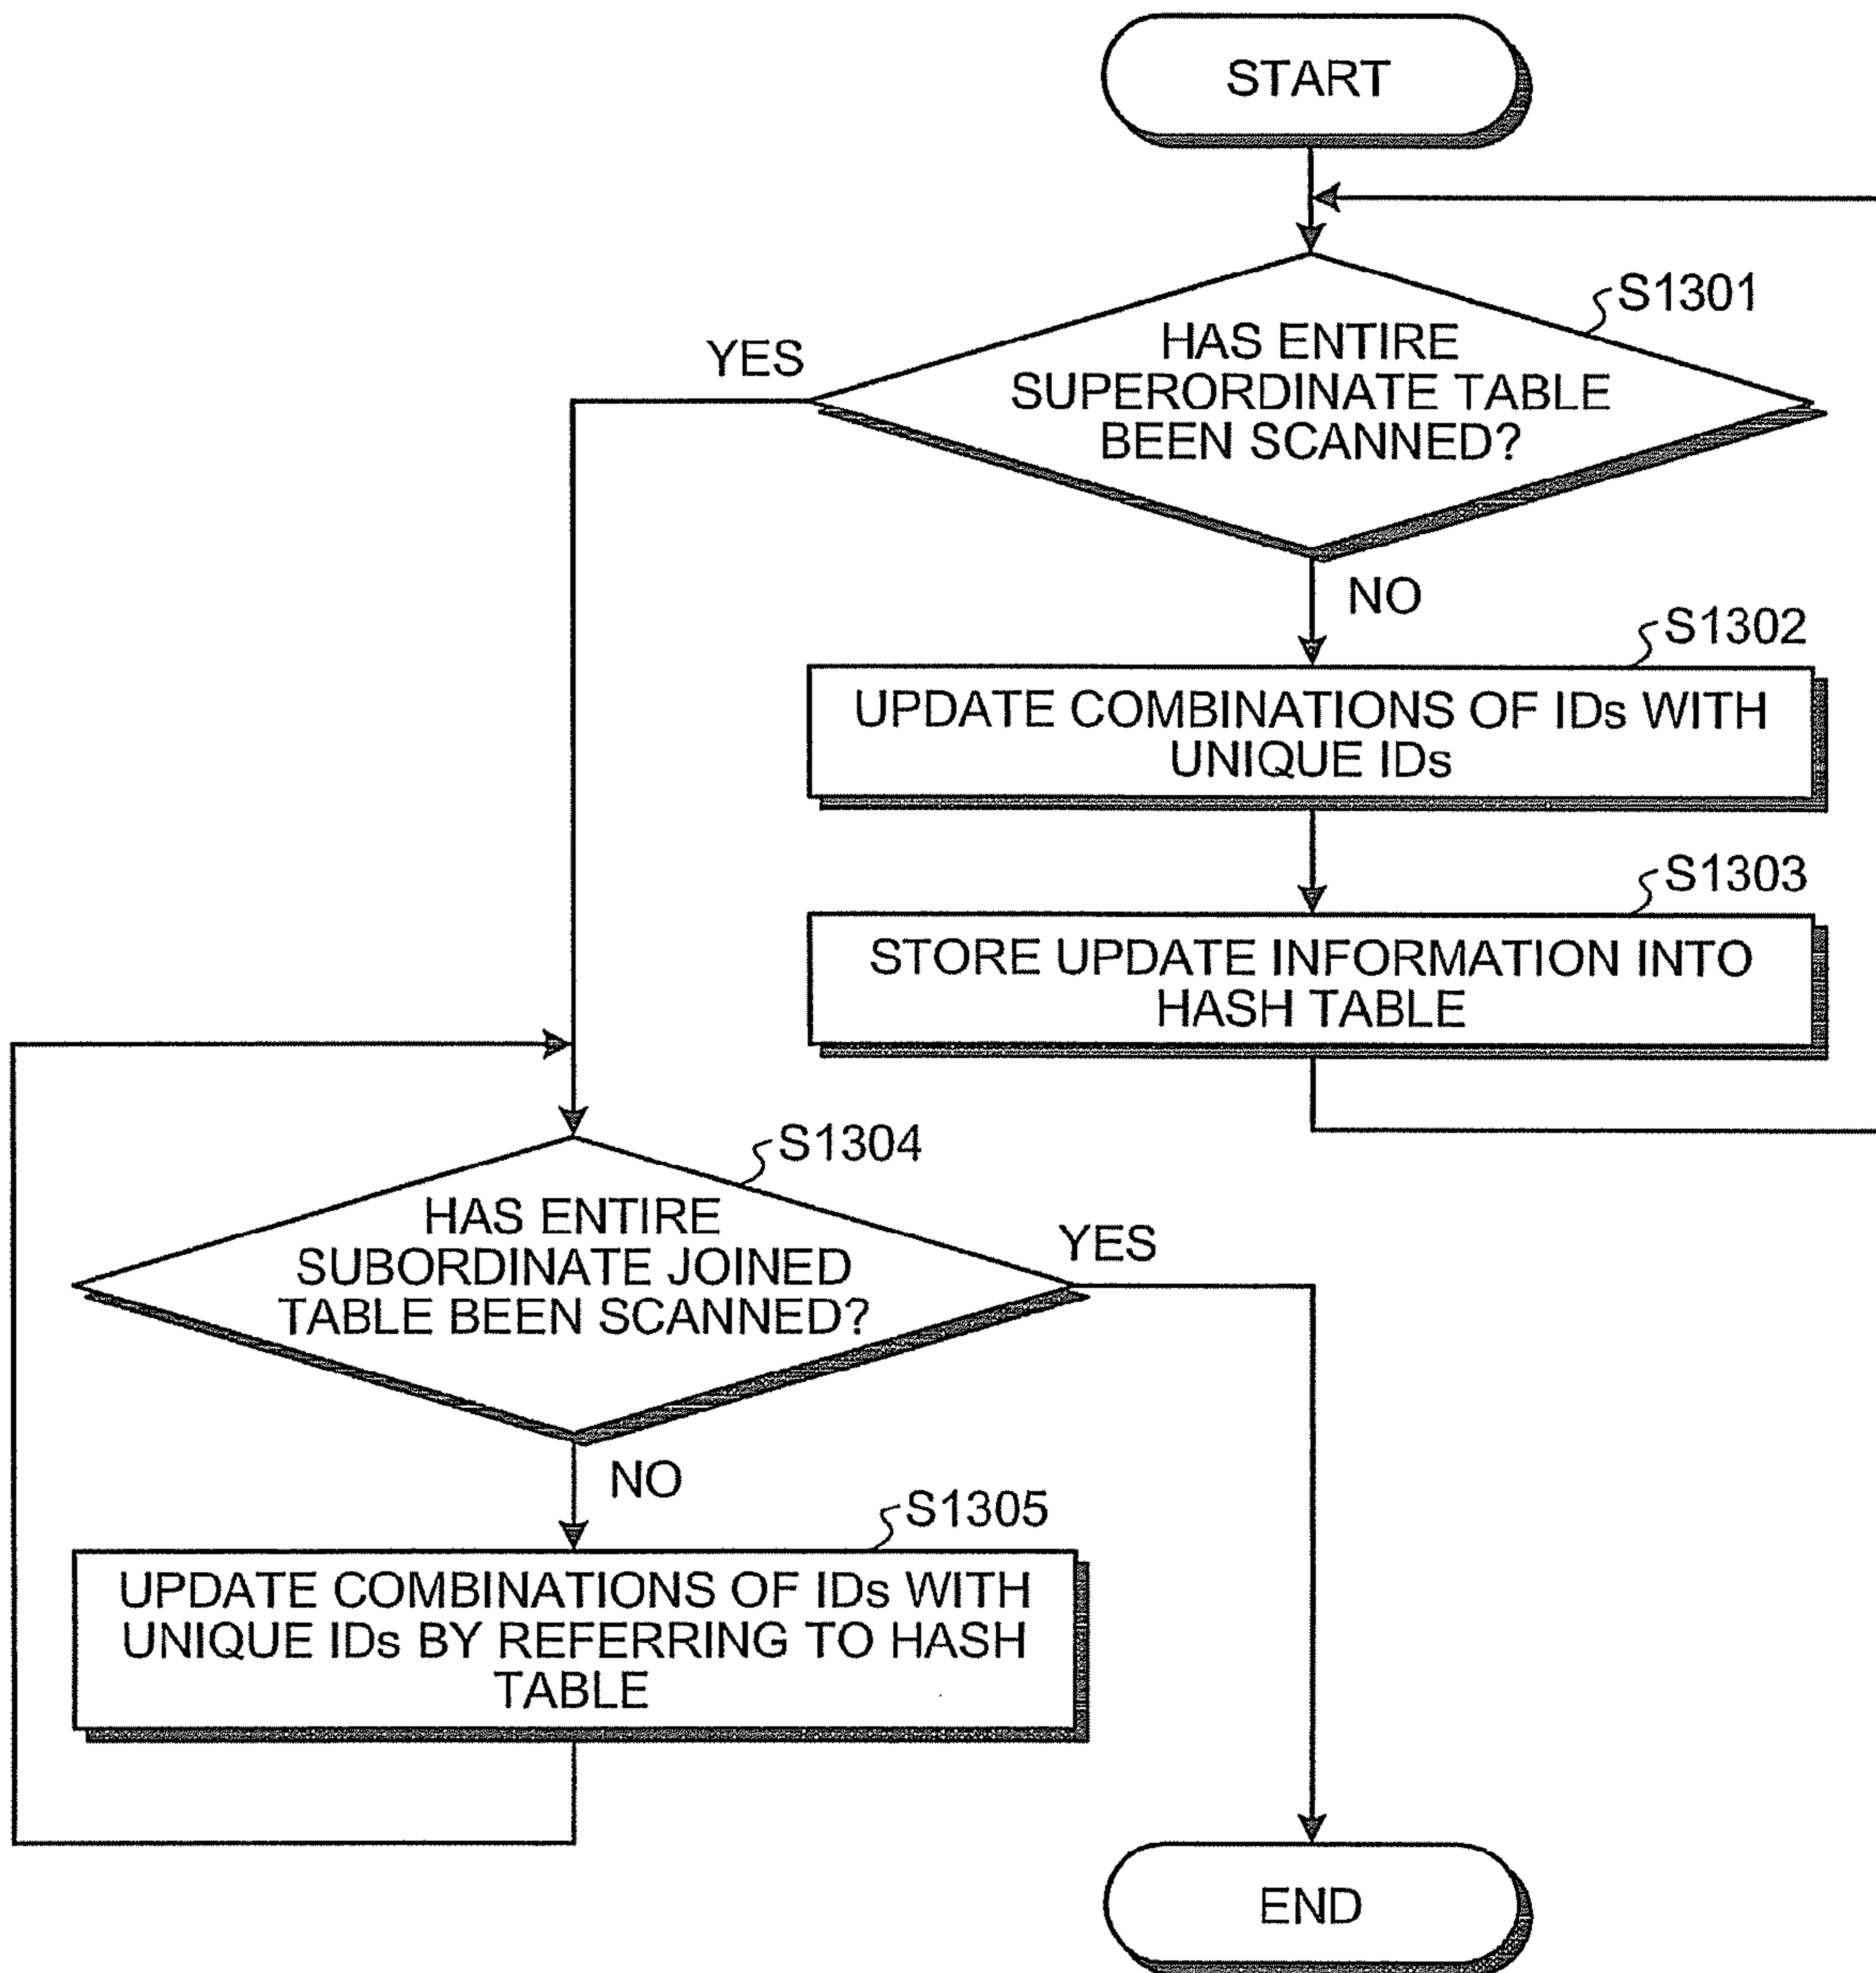 START
S1301
YES
HAS ENTIRE
SUPERORDINATE TABLE
BEEN SCANNED?
NO
S1302
UPDATE COMBINATIONS OF IDs WITH
UNIQUE IDs
S1303
STORE UPDATE INFORMATION INTO
HASH TABLE
S1304
HAS ENTIRE
SUBORDINATE JOINED
TABLE BEEN SCANNED?
YES
NO
S1305
UPDATE COMBINATIONS OF IDs WITH
UNIQUE IDs BY REFERRING TO HASH
TABLE
END